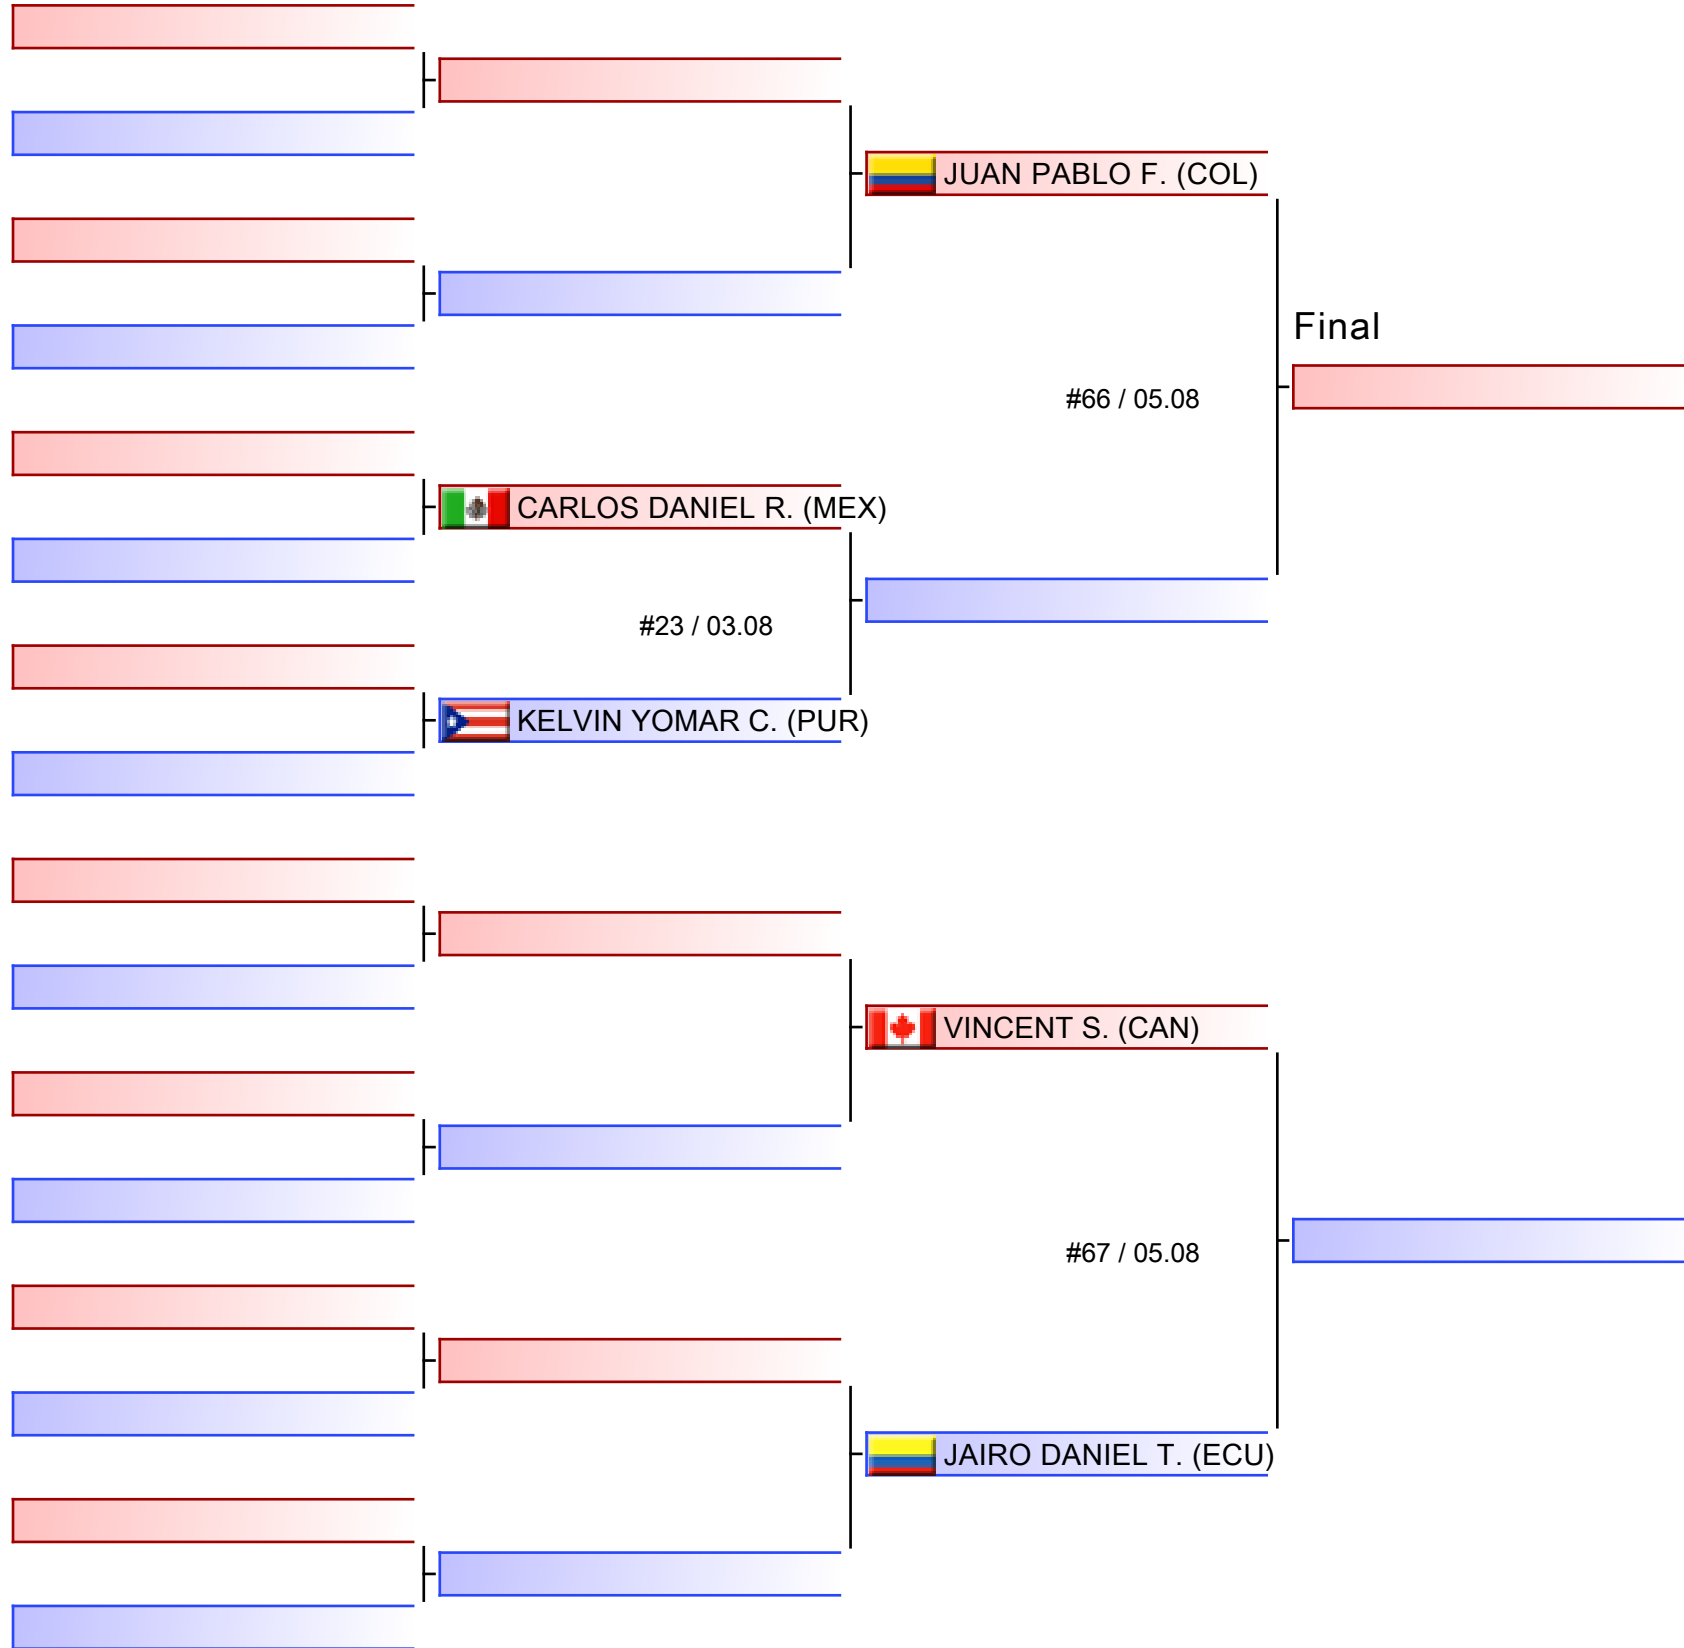 JUAN PABLO F. (COL)
Final
#66 / 05.08
CARLOS DANIEL R. (MEX)
#23 / 03.08
KELVIN YOMAR C. (PUR)
VINCENT S. (CAN)
#67 / 05.08
JAIRO DANIEL T. (ECU)